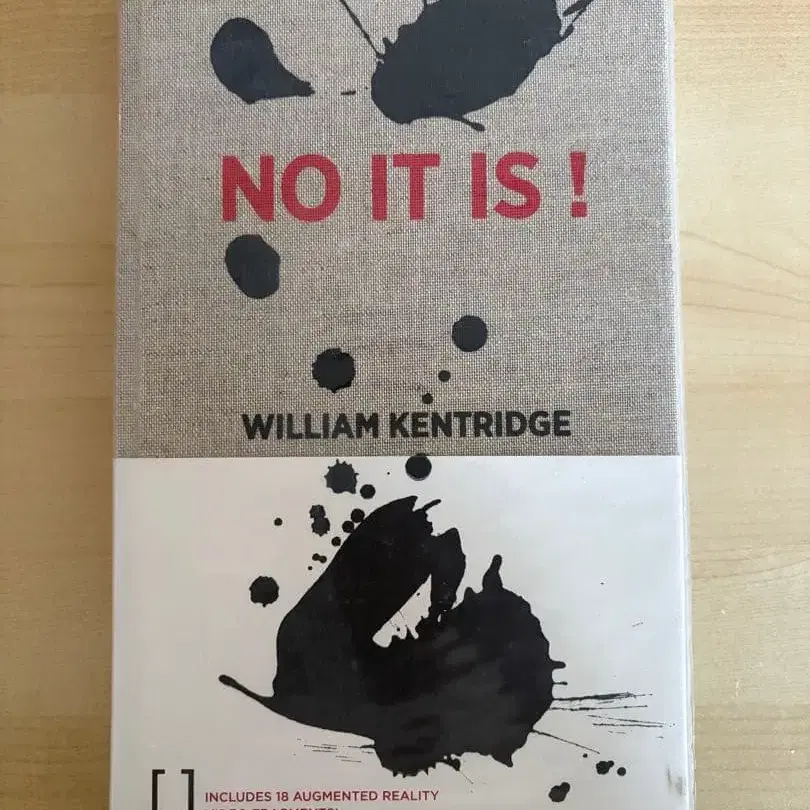 NO IT IS !
WILLIAM KENTRIDGE
[ ] INCLUDES 18 AUGMENTED REALITY